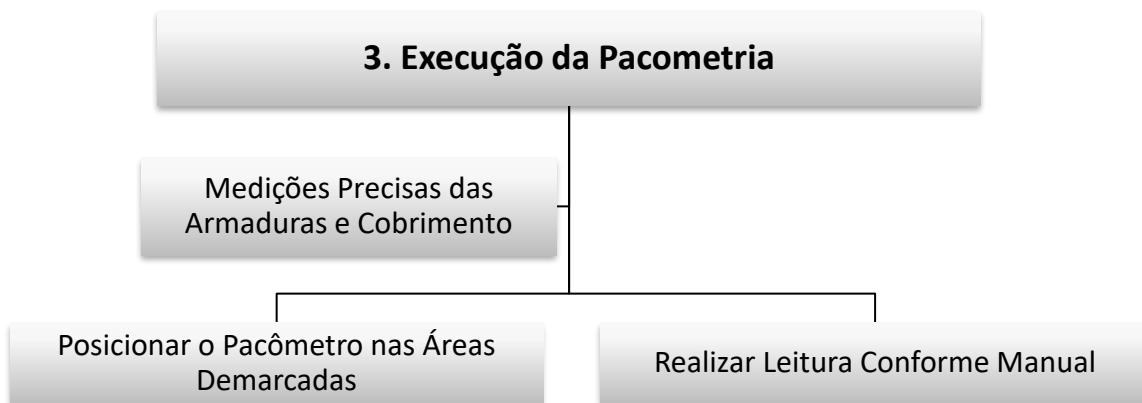 3. Execução da Pacometria
Medições Precisas das
Armaduras e Cobrimento
Posicionar o Pacômetro nas Áreas
Demarcadas
Realizar Leitura Conforme Manual